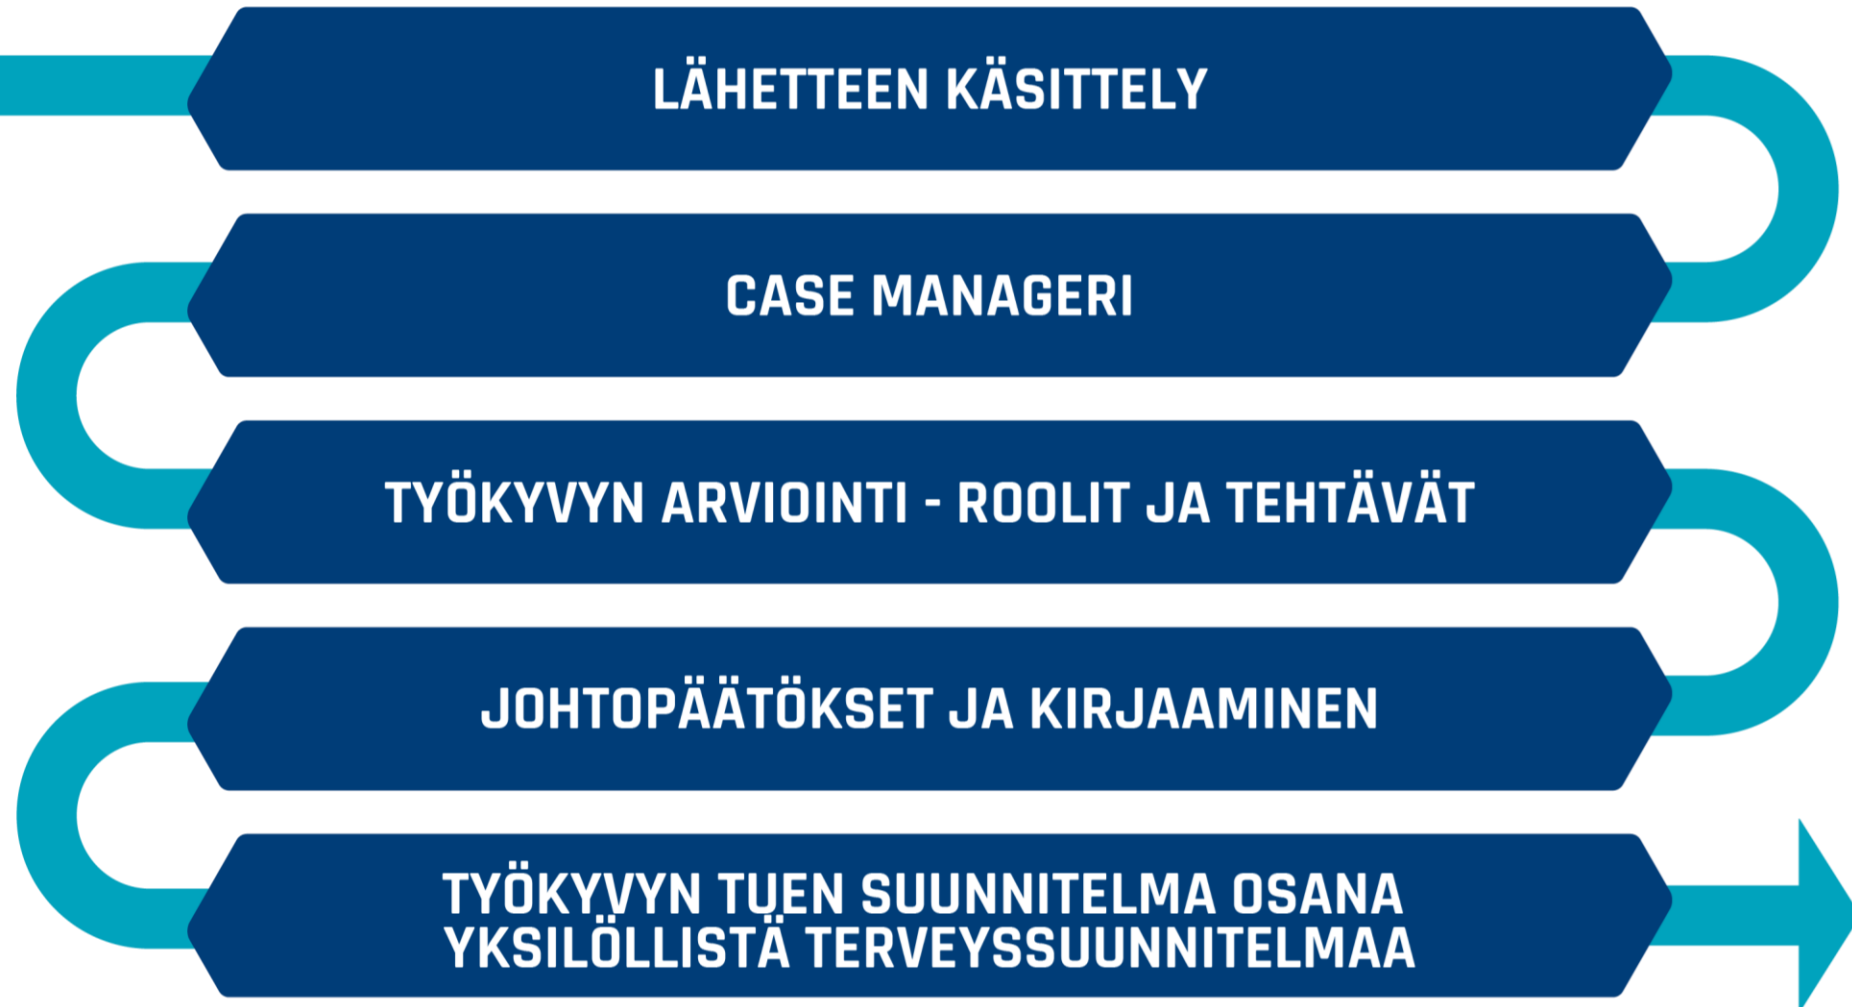 LÄHETTEEN KÄSITTELY
CASE MANAGERI
TYÖKYVYN ARVIOINTI - ROOLIT JA TEHTÄVÄT
JOHTOPÄÄTÖKSET JA KIRJAAMINEN
TYÖKYVYN TUEN SUUNNITELMA OSANA
YKSILÖLLISTÄ TERVEYSSUUNNITELMAA